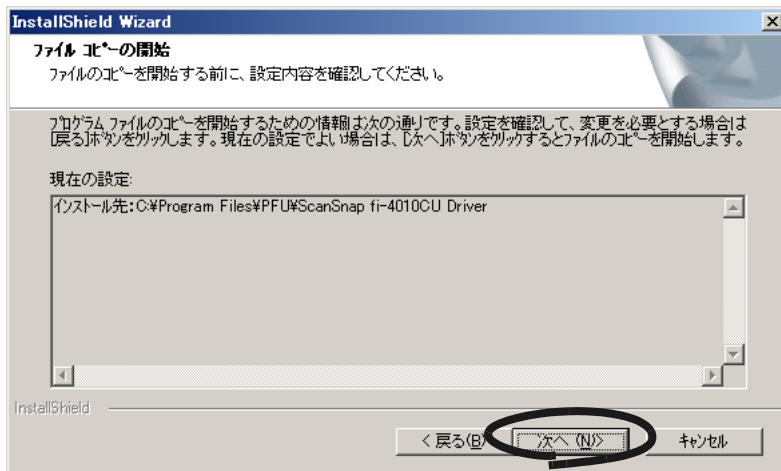 InstallShield Wizard
ファイル コピーの開始
ファイルのコピーを開始する前に、設定内容を確認してください。
プログラム ファイルのコピーを開始するための情報は次の通りです。設定を確認して、変更を必要とする場合は
[戻る]ボタンをクリックします。現在の設定でよい場合は、[次へ]ボタンをクリックするとファイルのコピーを開始します。
現在の設定:
インストール先:C:¥Program Files¥PFU¥ScanSnap fi-4010CU Driver
InstallShield
< 戻る(B)
次へ (N)>
キャンセル